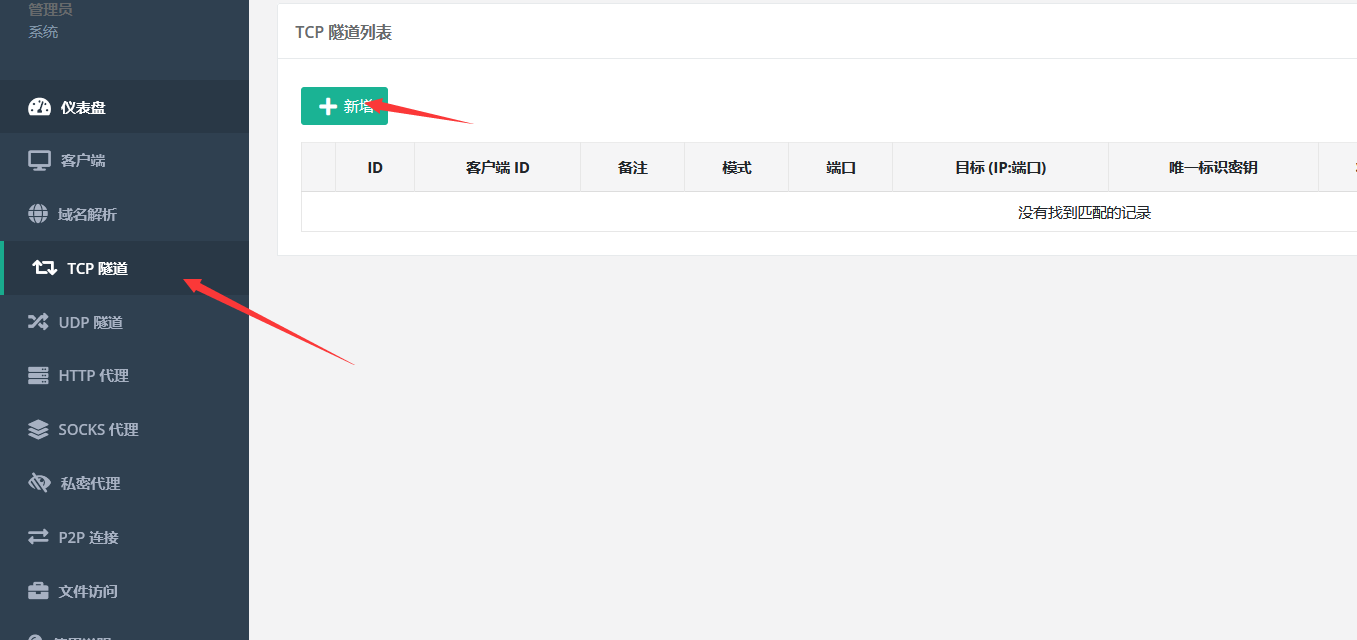 管理员
系统
仪表盘
客户端
域名解析
TCP 隧道
UDP 隧道
HTTP 代理
SOCKS 代理
私密代理
P2P 连接
文件访问
TCP 隧道列表
新增
ID 客户端 ID 备注 模式 端口 目标 (IP:端口) 唯一标识密钥
没有找到匹配的记录